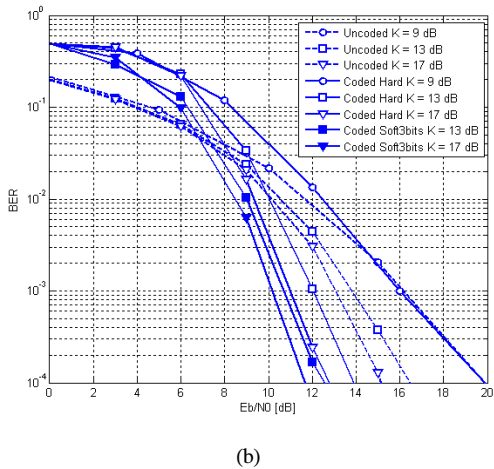 10^0
10^-1
10^-2
10^-3
10^-4
BER
0 2 4 6 8 10 12 14 16 18 20
Eb/N0 [dB]
Uncoded K = 9 dB
Uncoded K = 13 dB
Uncoded K = 17 dB
Coded Hard K = 9 dB
Coded Hard K = 13 dB
Coded Hard K = 17 dB
Coded Soft3bits K = 13 dB
Coded Soft3bits K = 17 dB
(b)